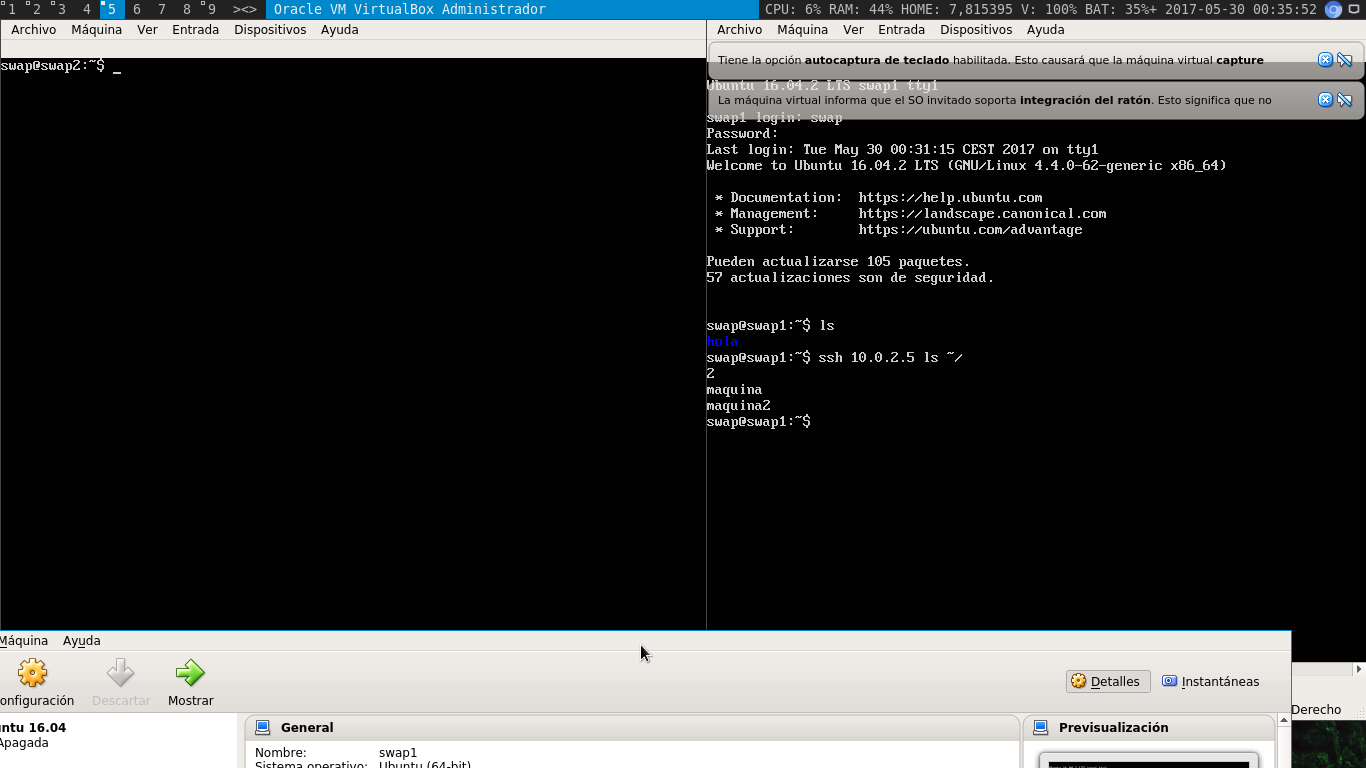 1 2 3 4 5 6 7 8 9 ><> Oracle VM VirtualBox Administrador CPU: 6% RAM: 44% HOME: 7,815395 V: 100% BAT: 35%+ 2017-05-30 00:35:52
Archivo Máquina Ver Entrada Dispositivos Ayuda
swap@swap2:~$ _
Archivo Máquina Ver Entrada Dispositivos Ayuda
Tiene la opción autocaptura de teclado habilitada. Esto causará que la máquina virtual capture
Ubuntu 16.04.2 LTS swap1 tty1
La máquina virtual informa que el SO invitado soporta integración del ratón. Esto significa que no
swap1 login: swap
Password:
Last login: Tue May 30 00:31:15 CEST 2017 on tty1
Welcome to Ubuntu 16.04.2 LTS (GNU/Linux 4.4.0-62-generic x86_64)
* Documentation: https://help.ubuntu.com
* Management: https://landscape.canonical.com
* Support: https://ubuntu.com/advantage
Pueden actualizarse 105 paquetes.
57 actualizaciones son de seguridad.
swap@swap1:~$ ls
hola
swap@swap1:~$ ssh 10.0.2.5 ls ~/
2
maquina
maquina2
swap@swap1:~$
Máquina Ayuda
onfiguración Descartar Mostrar Detalles Instantáneas
Derecho
ntu 16.04
Apagada
General
Nombre: swap1
Sistema operativo: Ubuntu (64-bit)
Previsualización